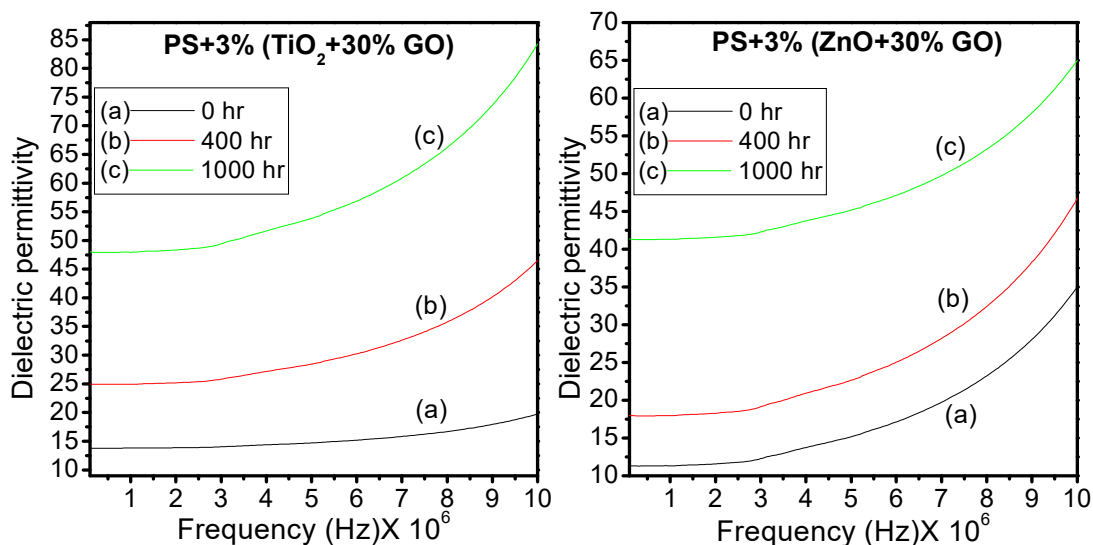 PS+3% (TiO₂+30% GO)
(a) 0 hr
(b) 400 hr
(c) 1000 hr
85
80
75
70
65
60
55
50
45
40
35
30
25
20
15
10
Dielectric permittivity
(c)
(b)
(a)
1 2 3 4 5 6 7 8 9 10
Frequency (Hz)X 10⁶
PS+3% (ZnO+30% GO)
(a) 0 hr
(b) 400 hr
(c) 1000 hr
70
65
60
55
50
45
40
35
30
25
20
15
10
Dielectric permittivity
(c)
(b)
(a)
1 2 3 4 5 6 7 8 9 10
Frequency (Hz)X 10⁶